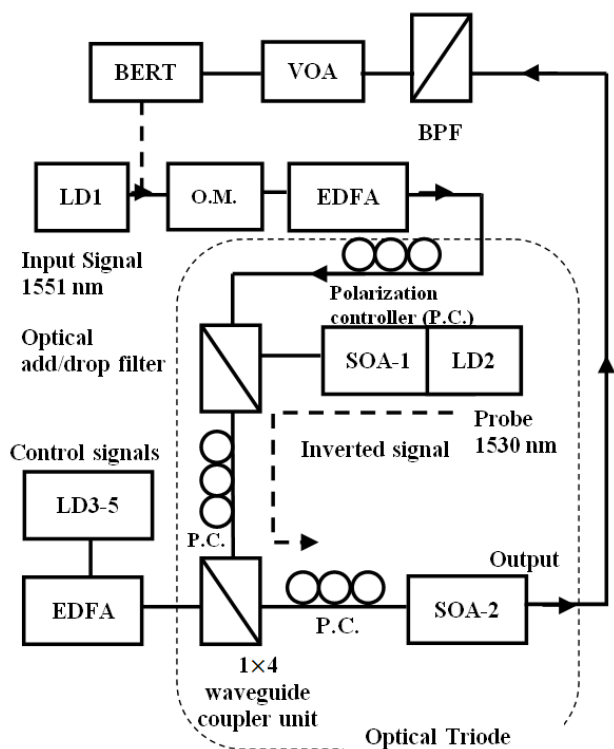 BERT
VOA
BPF
LD1
O.M.
EDFA
Input Signal
1551 nm
Polarization
controller (P.C.)
Optical
add/drop filter
SOA-1
LD2
Probe
1530 nm
Inverted signal
Control signals
LD3-5
P.C.
Output
EDFA
P.C.
SOA-2
1×4
waveguide
coupler unit
Optical Triode